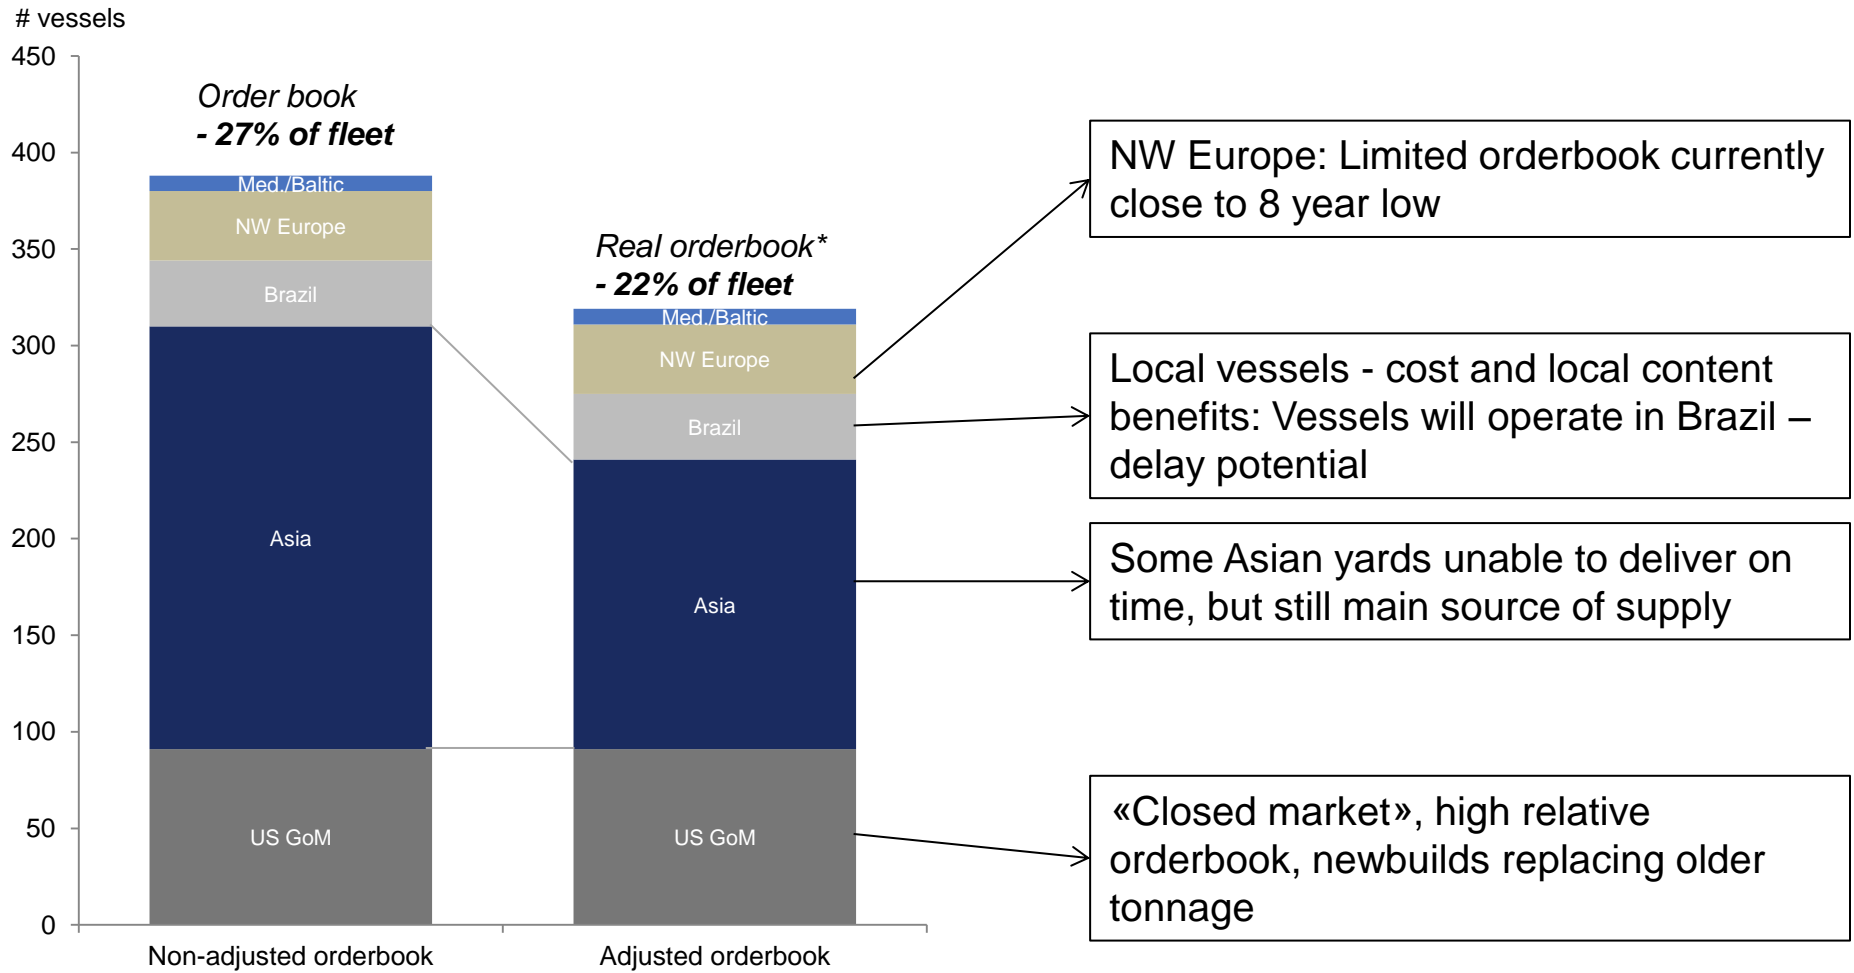 # vessels
450
400
350
300
250
200
150
100
50
0
Order book
- 27% of fleet
Med./Baltic
NW Europe
Brazil
Asia
US GoM
Real orderbook*
- 22% of fleet
Med./Baltic
NW Europe
Brazil
Asia
US GoM
Non-adjusted orderbook
Adjusted orderbook
NW Europe: Limited orderbook currently
close to 8 year low
Local vessels - cost and local content
benefits: Vessels will operate in Brazil –
delay potential
Some Asian yards unable to deliver on
time, but still main source of supply
«Closed market», high relative
orderbook, newbuilds replacing older
tonnage